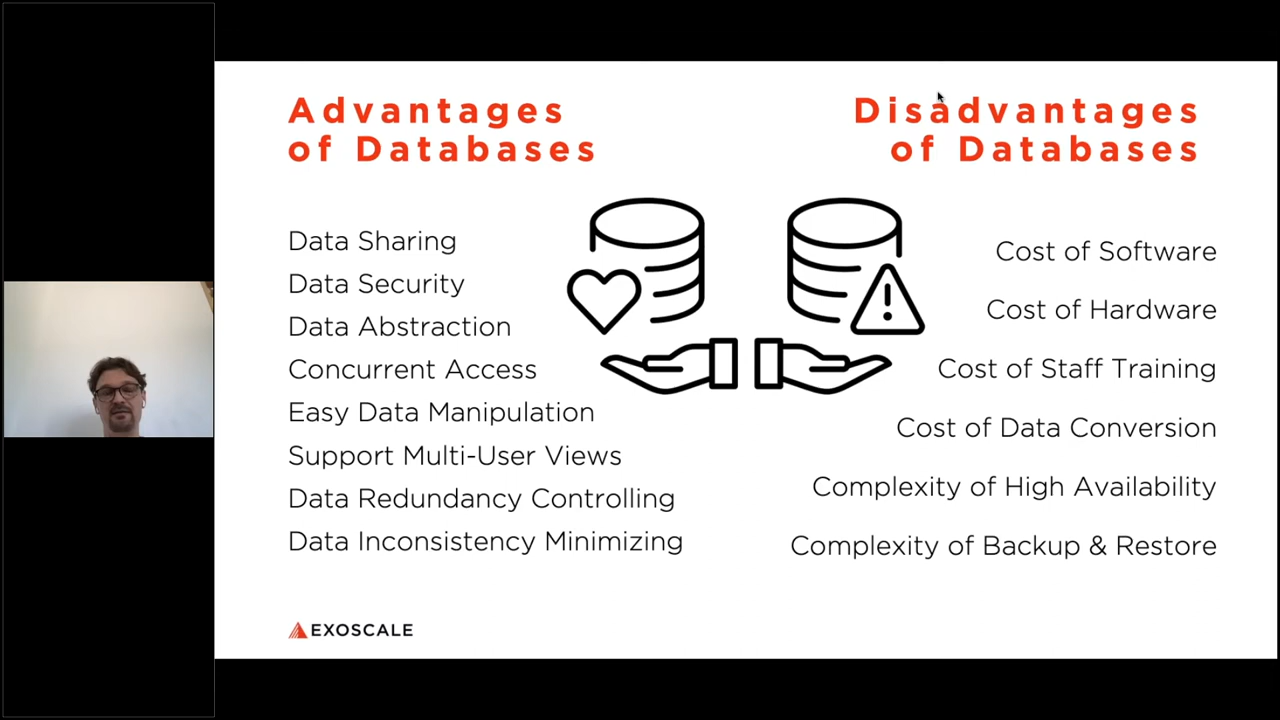 Advantages
of Databases
Data Sharing
Data Security
Data Abstraction
Concurrent Access
Easy Data Manipulation
Support Multi-User Views
Data Redundancy Controlling
Data Inconsistency Minimizing
Disadvantages
of Databases
Cost of Software
Cost of Hardware
Cost of Staff Training
Cost of Data Conversion
Complexity of High Availability
Complexity of Backup & Restore
EXOSCALE